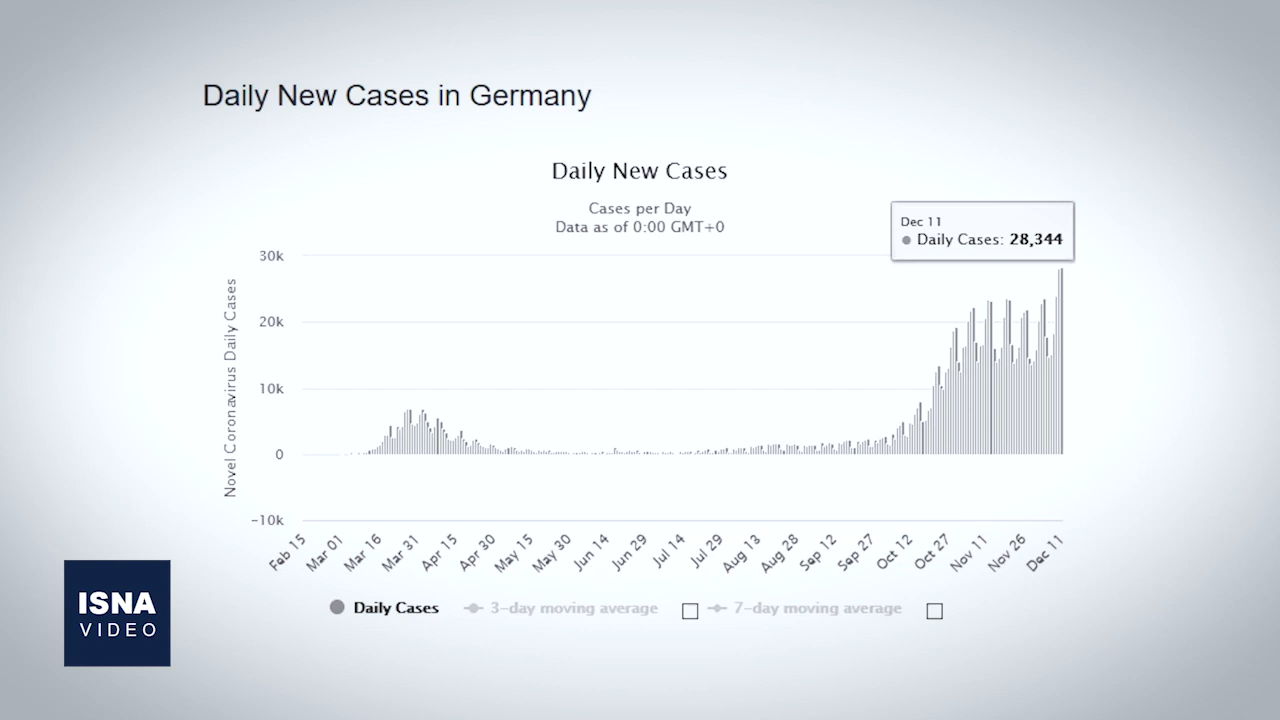 Daily New Cases in Germany
Daily New Cases
Cases per Day
Data as of 0:00 GMT+0
Dec 11
Daily Cases: 28,344
Novel Coronavirus Daily Cases
30k
20k
10k
0
-10k
Feb 15
Mar 01
Mar 16
Mar 31
Apr 15
Apr 30
May 15
May 30
Jun 14
Jun 29
Jul 14
Jul 29
Aug 13
Aug 28
Sep 12
Sep 27
Oct 12
Oct 27
Nov 11
Nov 26
Dec 11
Daily Cases
3-day moving average
7-day moving average
ISNA
VIDEO